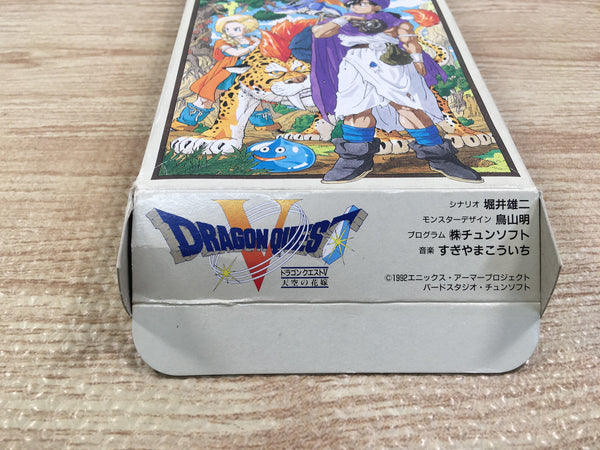 DRAGON QUEST
V
ドラゴンクエストV
天空の花嫁
シナリオ 堀井雄二
モンスターデザイン 鳥山明
プログラム ㈱チュンソフト
音楽 すぎやまこういち
©1992エニックス・アーマープロジェクト
バードスタジオ・チュンソフト